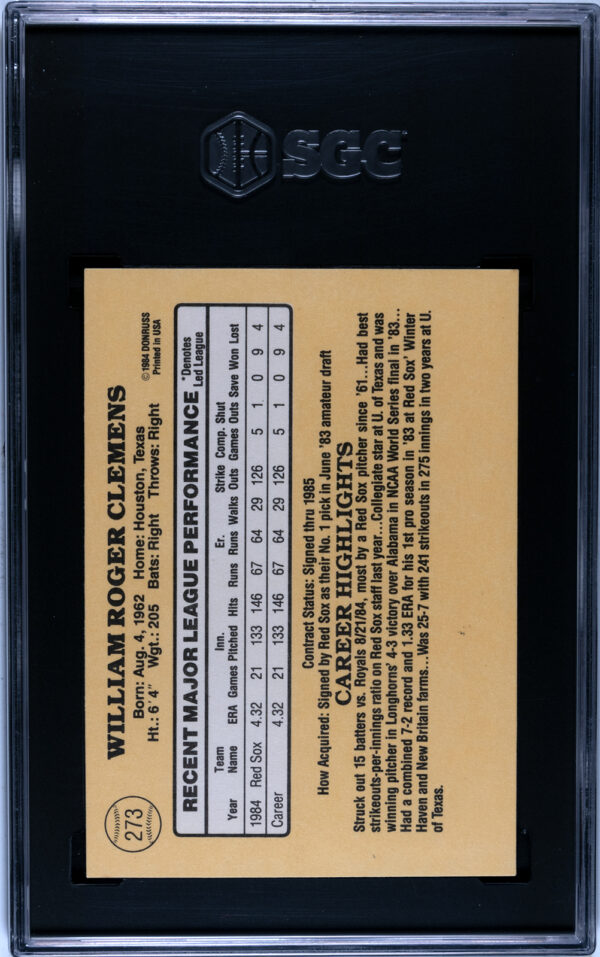 SGC
273
WILLIAM ROGER CLEMENS
Born: Aug. 4, 1962 Home: Houston, Texas
Ht.: 6' 4" Wgt.: 205 Bats: Right Throws: Right
© 1984 DONRUSS
Printed in USA
RECENT MAJOR LEAGUE PERFORMANCE
*Denotes
Led League
Team Inn. Er. Strike Comp. Shut
Year Name ERA Games Pitched Hits Runs Runs Walks Outs Games Outs Save Won Lost
1984 Red Sox 4.32 21 133 146 67 64 29 126 5 1 0 9 4
Career 4.32 21 133 146 67 64 29 126 5 1 0 9 4
Contract Status: Signed thru 1985
How Acquired: Signed by Red Sox as their No. 1 pick in June '83 amateur draft
CAREER HIGHLIGHTS
Struck out 15 batters vs. Royals 8/21/84, most by a Red Sox pitcher since '61...Had best
strikeouts-per-innings ratio on Red Sox staff last year...Collegiate star at U. of Texas and was
winning pitcher in Longhorns' 4-3 victory over Alabama in NCAA World Series final in '83...
Had a combined 7-2 record and 1.33 ERA for his 1st pro season in '83 at Red Sox' Winter
Haven and New Britain farms...Was 25-7 with 241 strikeouts in 275 innings in two years at U.
of Texas.